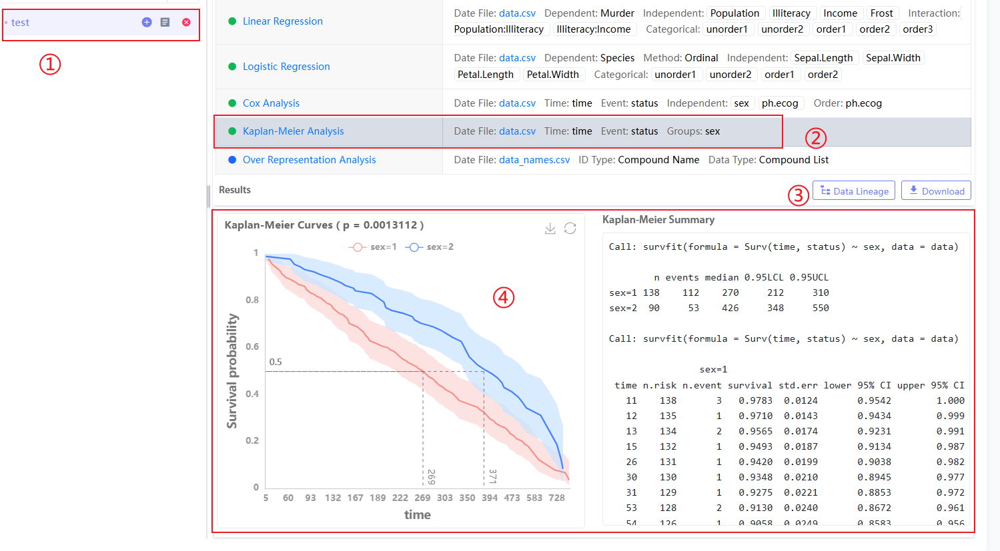 test
①
Linear Regression
Date File: data.csv Dependent: Murder Independent: Population Illiteracy Income Frost Interaction:
Population:Illiteracy Illiteracy:Income Categorical: unorder1 unorder2 order1 order2 order3
Logistic Regression
Date File: data.csv Dependent: Species Method: Ordinal Independent: Sepal.Length Sepal.Width
Petal.Length Petal.Width Categorical: unorder1 unorder2 order1 order2
Cox Analysis
Date File: data.csv Time: time Event: status Independent: sex ph.ecog Order: ph.ecog
Kaplan-Meier Analysis
Date File: data.csv Time: time Event: status Groups: sex
②
Over Representation Analysis
Date File: data_names.csv ID Type: Compound Name Data Type: Compound List
Results
③
Data Lineage
Download
Kaplan-Meier Curves ( p = 0.0013112 )
sex=1 sex=2
④
Survival probability
1
0.8
0.6
0.5
0.4
0.2
0
269
371
5 60 93 132 167 189 222 269 303 350 394 473 583 728
time
Kaplan-Meier Summary
Call: survfit(formula = Surv(time, status) ~ sex, data = data)
n events median 0.95LCL 0.95UCL
sex=1 138 112 270 212 310
sex=2 90 53 426 348 550
Call: survfit(formula = Surv(time, status) ~ sex, data = data)
sex=1
time n.risk n.event survival std.err lower 95% CI upper 95% CI
11 138 3 0.9783 0.0124 0.9542 1.000
12 135 1 0.9710 0.0143 0.9434 0.999
13 134 2 0.9565 0.0174 0.9231 0.991
15 132 1 0.9493 0.0187 0.9134 0.987
26 131 1 0.9420 0.0199 0.9038 0.982
30 130 1 0.9348 0.0210 0.8945 0.977
31 129 1 0.9275 0.0221 0.8853 0.972
53 128 2 0.9130 0.0240 0.8672 0.961
54 126 1 0.9058 0.0249 0.8583 0.956